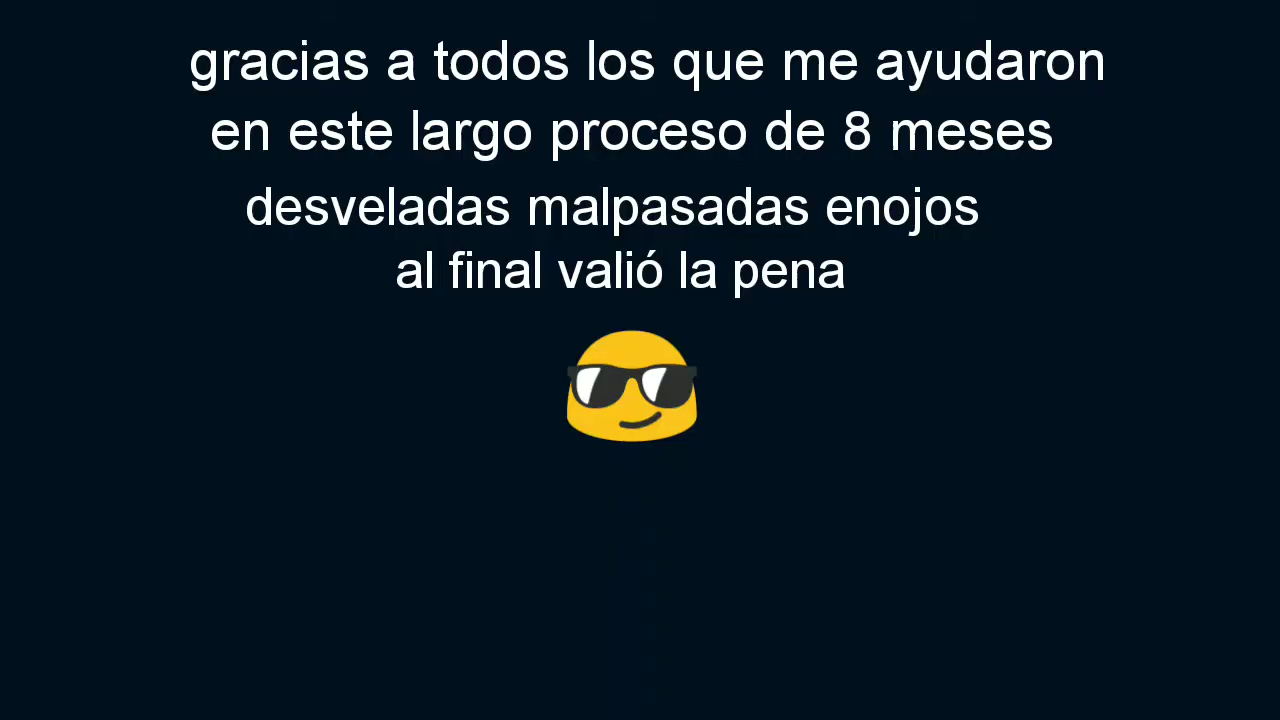 gracias a todos los que me ayudaron
en este largo proceso de 8 meses
desveladas malpasadas enojos
al final valió la pena